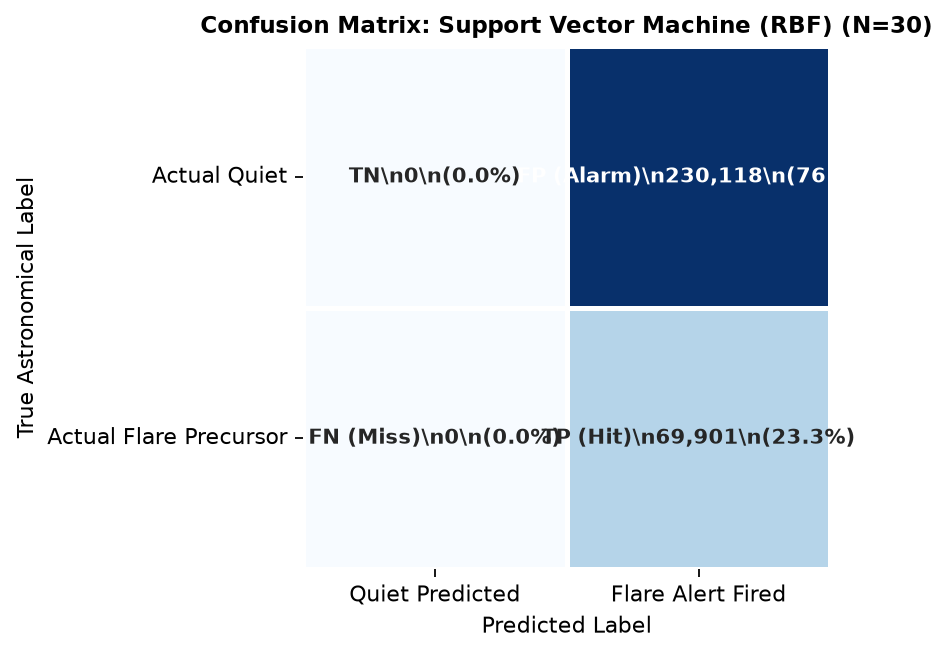 Confusion Matrix: Support Vector Machine (RBF) (N=30)
True Astronomical Label
Actual Quiet
TN\n0\n(0.0%)
(Alarm)\n230,118\n(76
Actual Flare Precursor
FN (Miss)\n0\n(0.0%)
TP (Hit)\n69,901\n(23.3%)
Quiet Predicted
Flare Alert Fired
Predicted Label